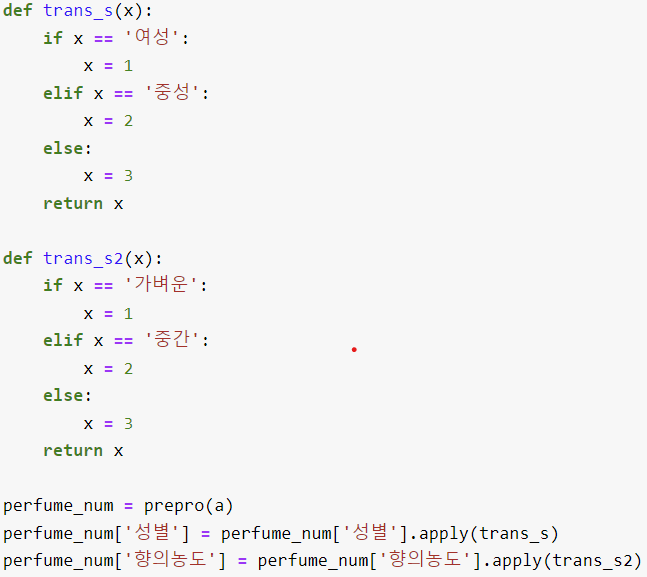 def trans_s(x):
    if x == '여성':
        x = 1
    elif x == '중성':
        x = 2
    else:
        x = 3
    return x

def trans_s2(x):
    if x == '가벼운':
        x = 1
    elif x == '중간':
        x = 2
    else:
        x = 3
    return x

perfume_num = prepro(a)
perfume_num['성별'] = perfume_num['성별'].apply(trans_s)
perfume_num['향의농도'] = perfume_num['향의농도'].apply(trans_s2)